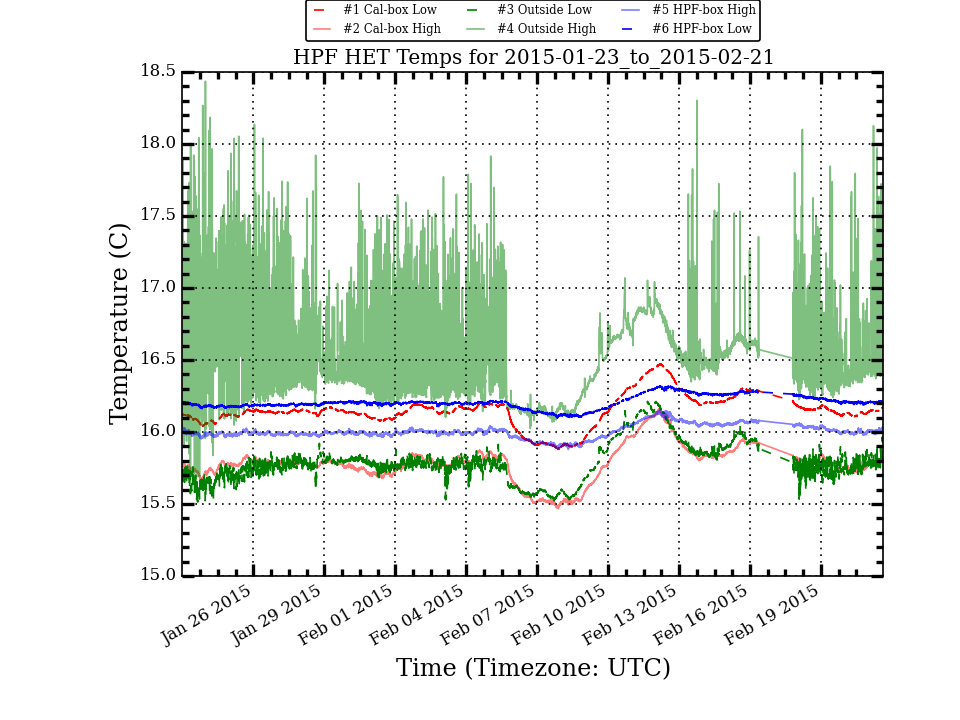 #1 Cal-box Low #3 Outside Low #5 HPF-box High
#2 Cal-box High #4 Outside High #6 HPF-box Low
HPF HET Temps for 2015-01-23_to_2015-02-21
18.5
18.0
17.5
17.0
16.5
16.0
15.5
15.0
Temperature (C)
Jan 26 2015 Jan 29 2015 Feb 01 2015 Feb 04 2015 Feb 07 2015 Feb 10 2015 Feb 13 2015 Feb 16 2015 Feb 19 2015
Time (Timezone: UTC)